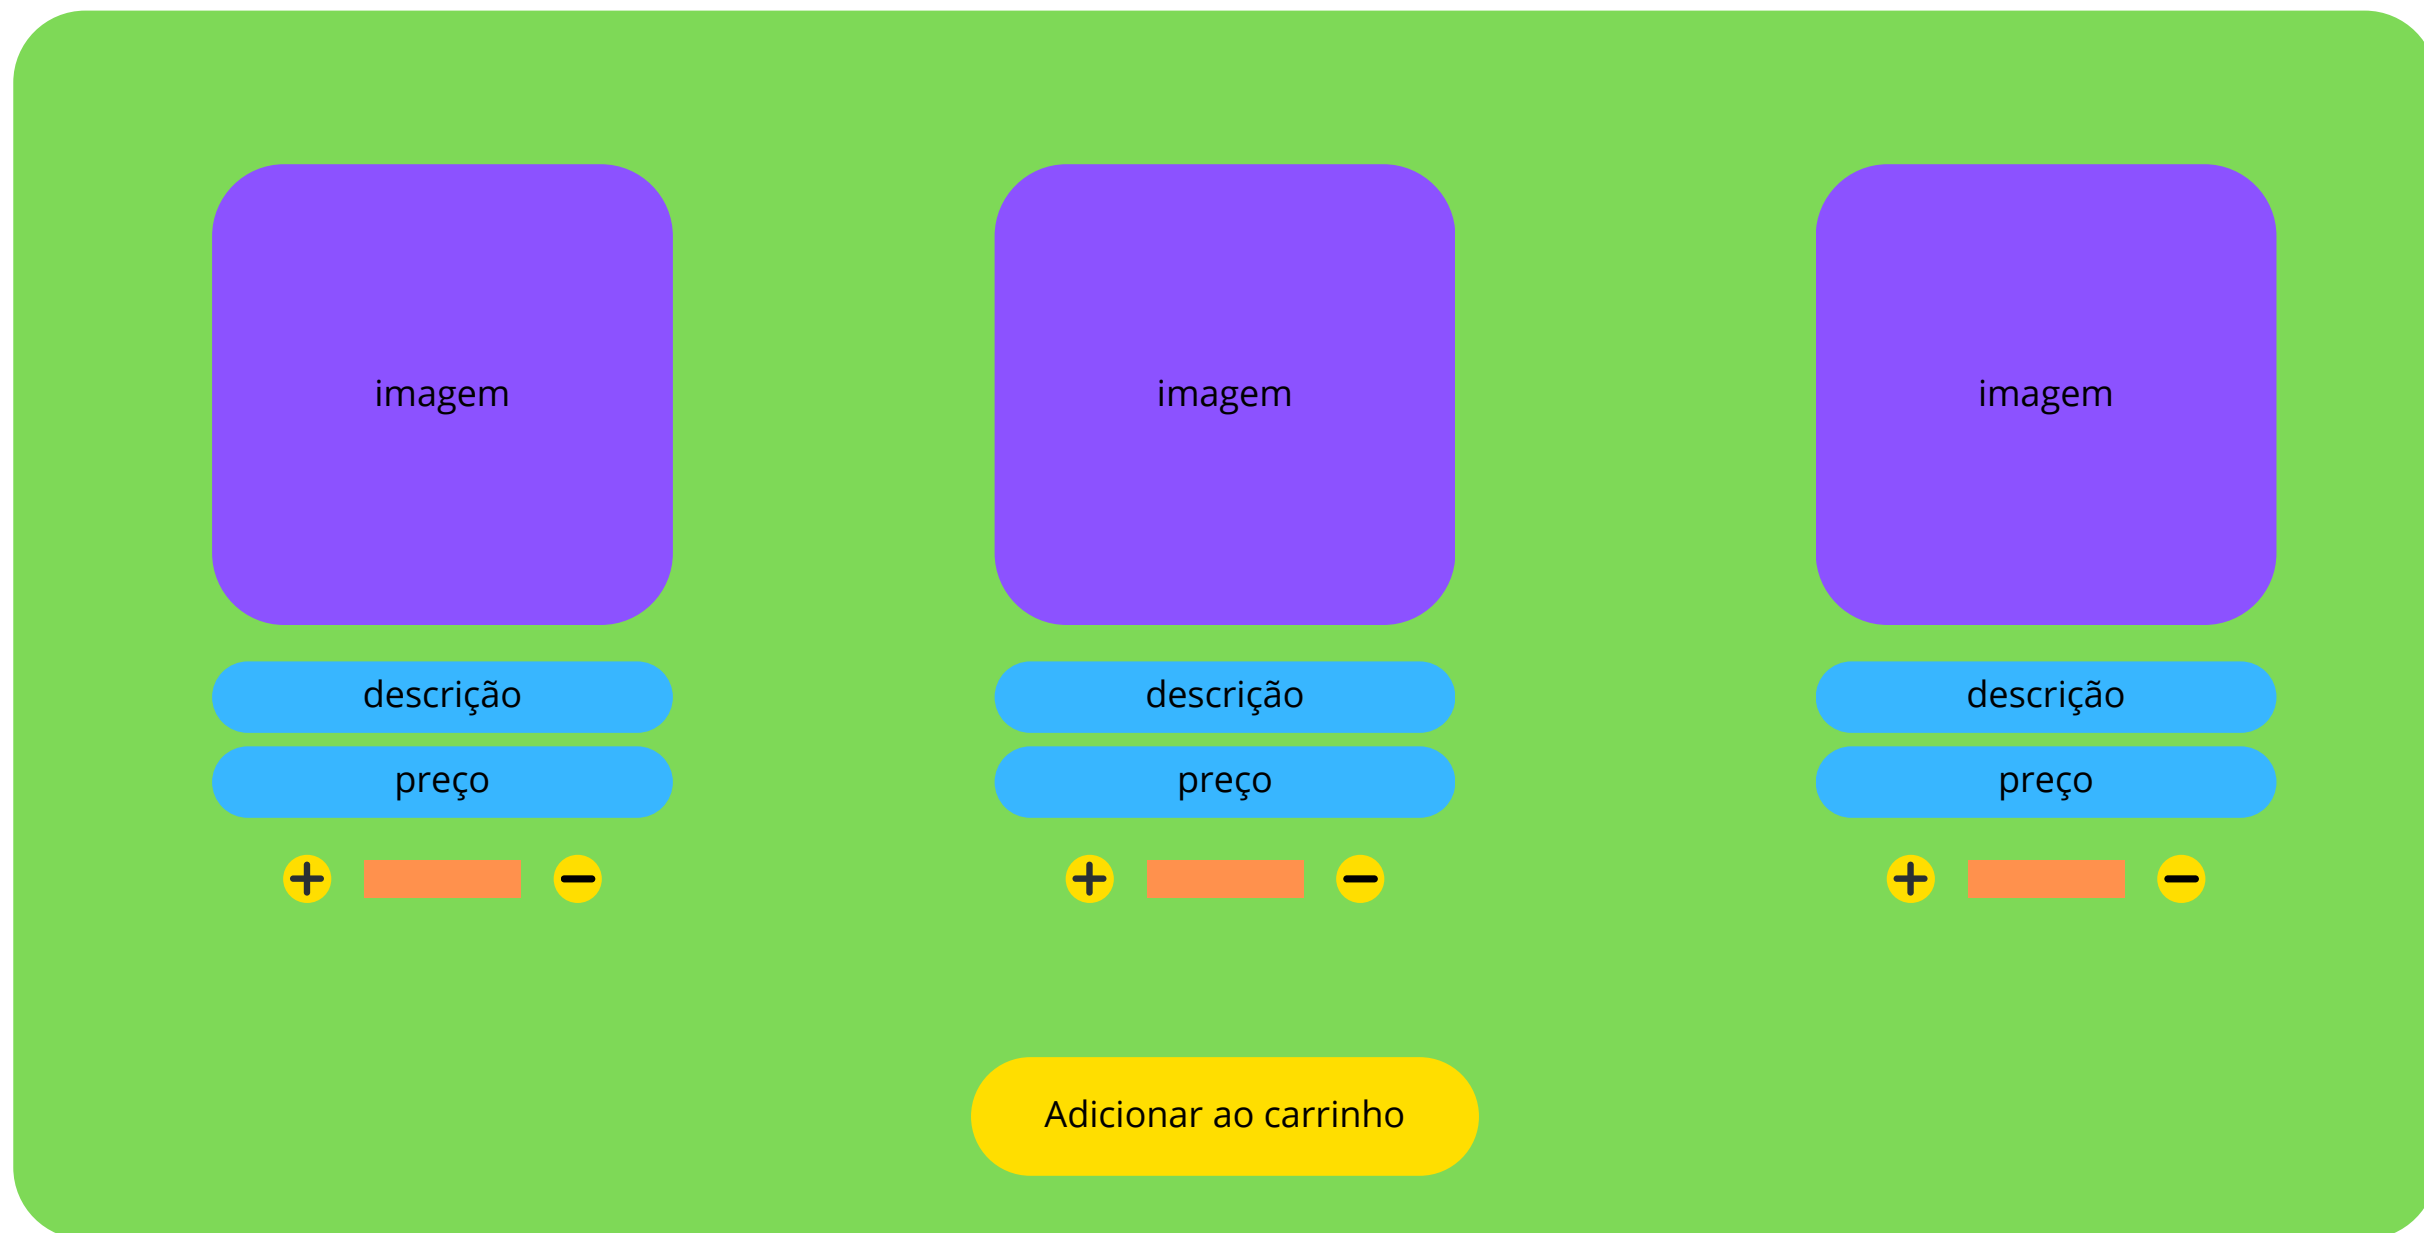 imagem
imagem
imagem
descrição
descrição
descrição
preço
preço
preço
Adicionar ao carrinho